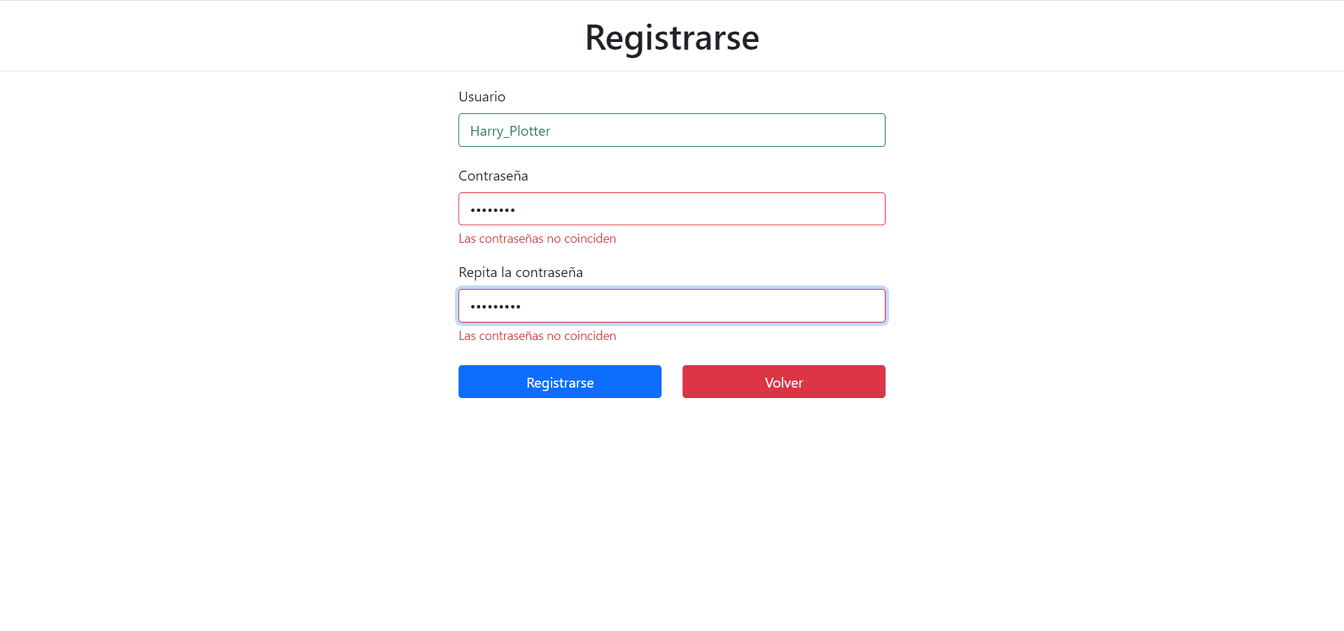 Registrarse
Usuario
Harry_Plotter
Contraseña
••••••••
Las contraseñas no coinciden
Repita la contraseña
•••••••••
Las contraseñas no coinciden
Registrarse Volver